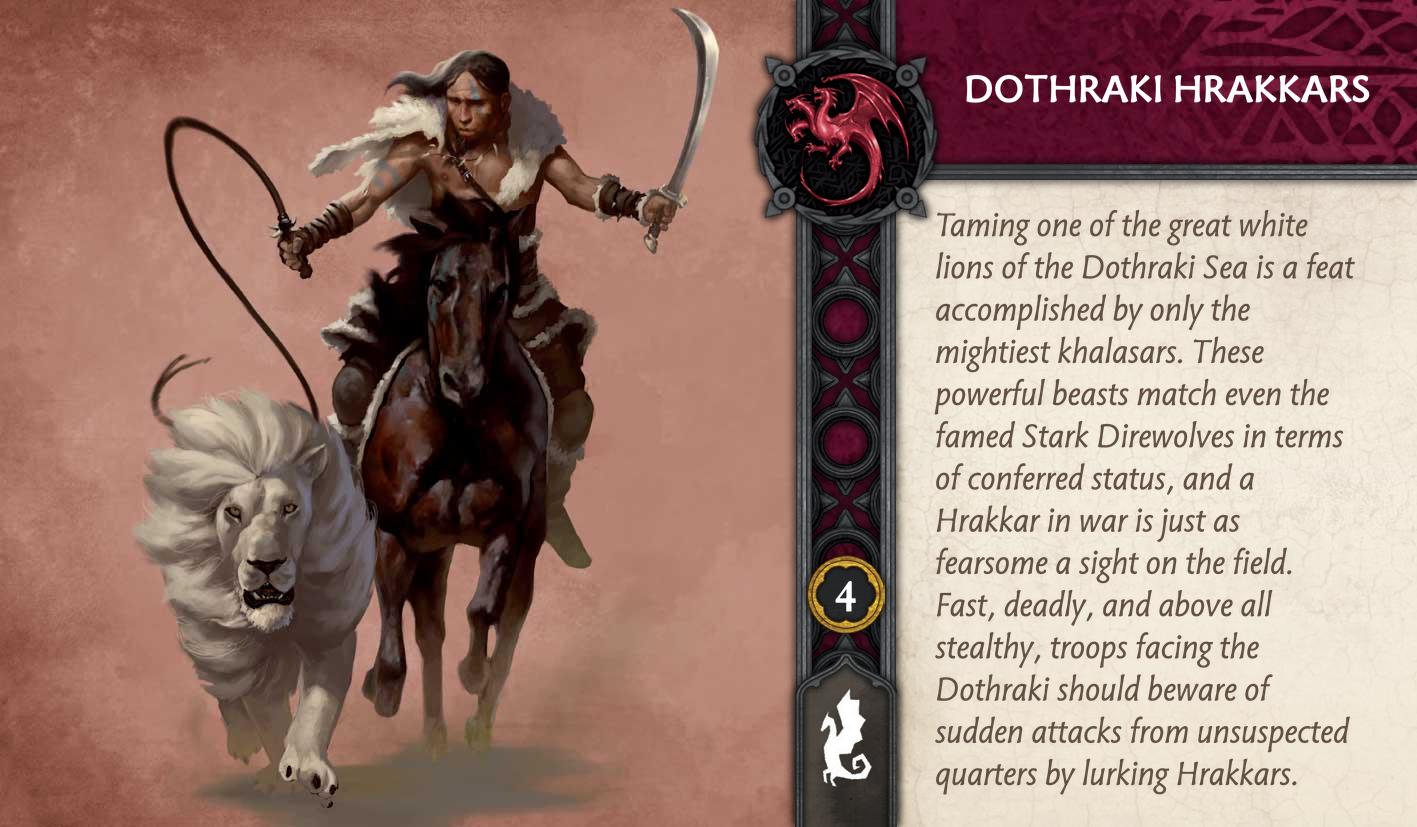 DOTHRAKI HRAKKARS
Taming one of the great white
lions of the Dothraki Sea is a feat
accomplished by only the
mightiest khalasars. These
powerful beasts match even the
famed Stark Direwolves in terms
of conferred status, and a
Hrakkar in war is just as
fearsome a sight on the field.
Fast, deadly, and above all
stealthy, troops facing the
Dothraki should beware of
sudden attacks from unsuspected
quarters by lurking Hrakkars.
4